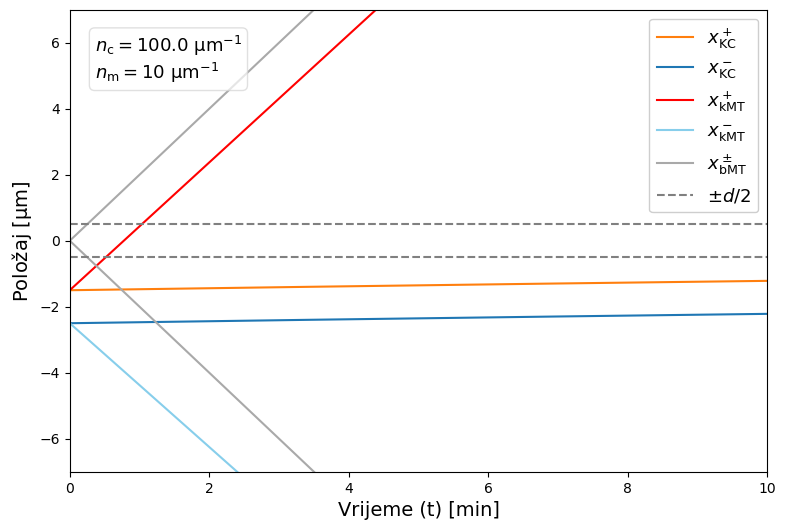 n_c = 100.0 µm⁻¹
n_m = 10 µm⁻¹
x⁺_KC
x⁻_KC
x⁺_kMT
x⁻_kMT
x±_bMT
±d/2
Položaj [µm]
6
4
2
0
−2
−4
−6
0 2 4 6 8 10
Vrijeme (t) [min]